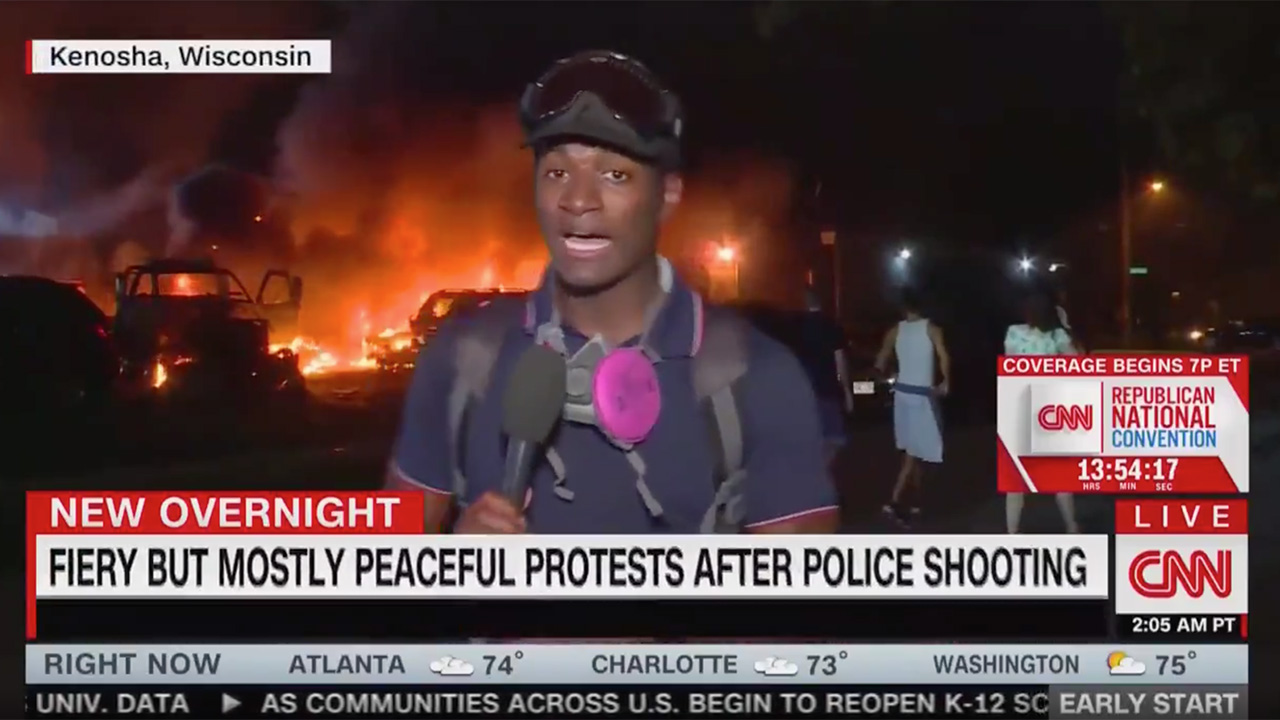 Kenosha, Wisconsin
COVERAGE BEGINS 7P ET
CNN
REPUBLICAN
NATIONAL
CONVENTION
13:54:17
HRS MIN SEC
NEW OVERNIGHT
FIERY BUT MOSTLY PEACEFUL PROTESTS AFTER POLICE SHOOTING
LIVE
CNN
2:05 AM PT
RIGHT NOW ATLANTA 74° CHARLOTTE 73° WASHINGTON 75°
UNIV. DATA ▶ AS COMMUNITIES ACROSS U.S. BEGIN TO REOPEN K-12 SC
EARLY START